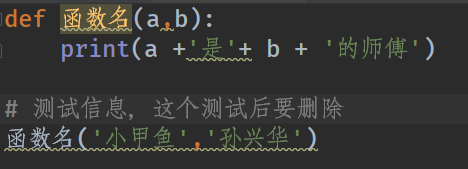 def 函数名(a,b):
    print(a +'是'+ b + '的师傅')
# 测试信息，这个测试后要删除
函数名('小甲鱼','孙兴华')